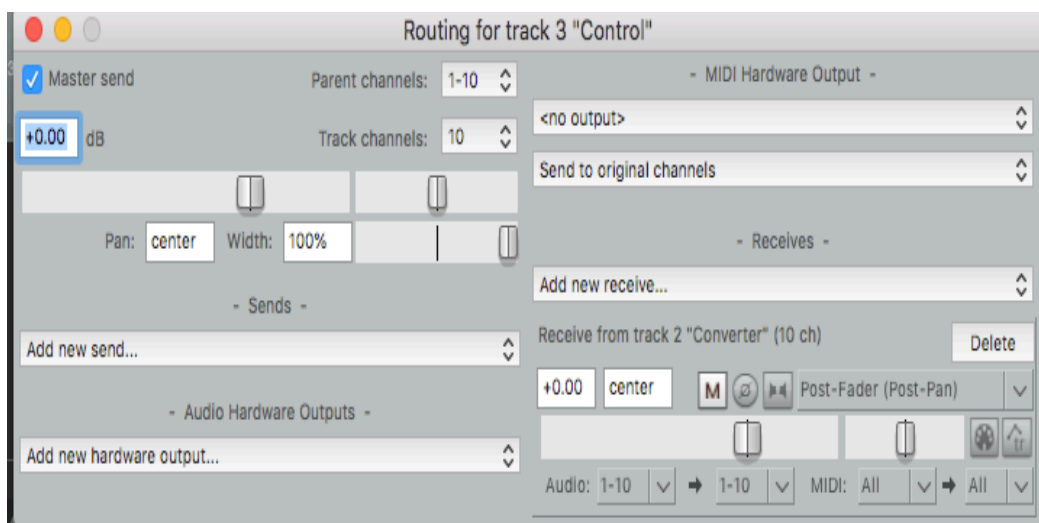 Routing for track 3 "Control"
Master send
Parent channels: 1-10
+0.00 dB
Track channels: 10
Pan: center Width: 100%
- Sends -
Add new send...
- Audio Hardware Outputs -
Add new hardware output...
- MIDI Hardware Output -
<no output>
Send to original channels
- Receives -
Add new receive...
Receive from track 2 "Converter" (10 ch)
Delete
+0.00 center M Ø Post-Fader (Post-Pan)
tr
Audio: 1-10 → 1-10 MIDI: All → All